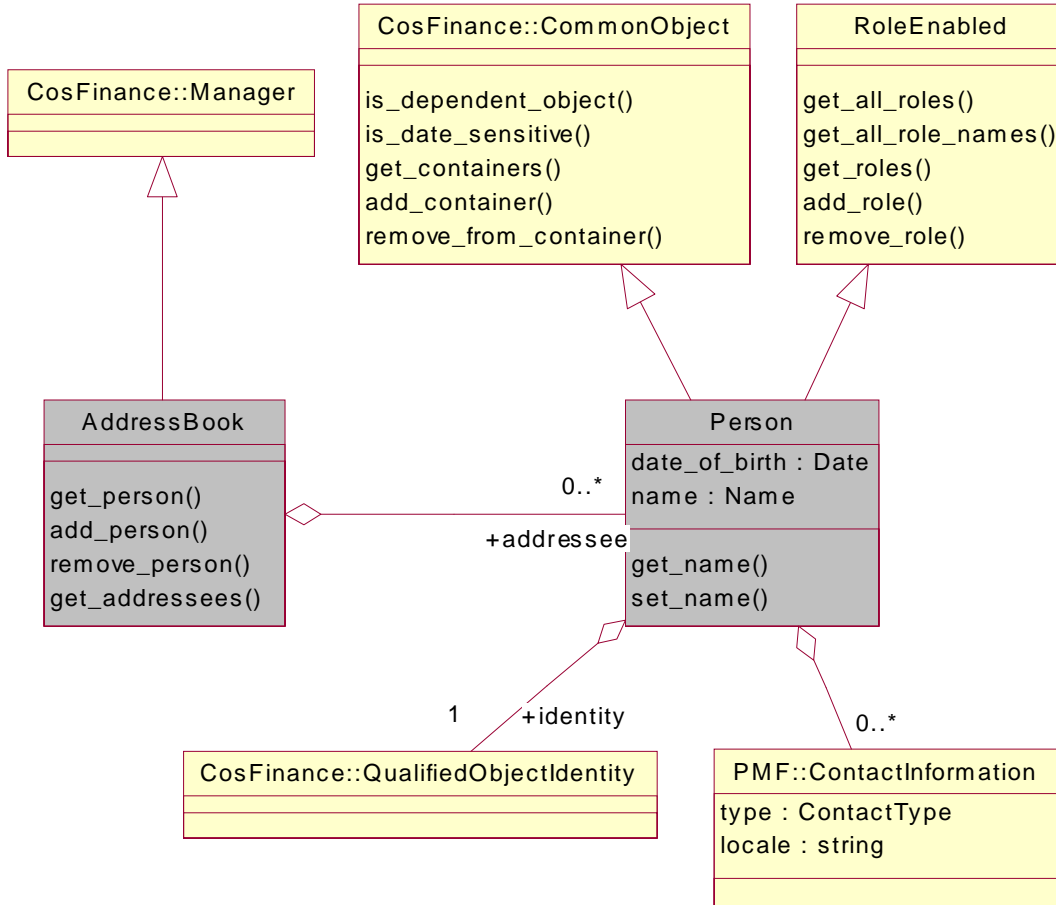 CosFinance::CommonObject
is_dependent_object()
is_date_sensitive()
get_containers()
add_container()
remove_from_container()
RoleEnabled
get_all_roles()
get_all_role_names()
get_roles()
add_role()
remove_role()
CosFinance::Manager
AddressBook
get_person()
add_person()
remove_person()
get_addressees()
0..*
+addressee
Person
date_of_birth : Date
name : Name
get_name()
set_name()
1
+identity
0..*
CosFinance::QualifiedObjectIdentity
PMF::ContactInformation
type : ContactType
locale : string